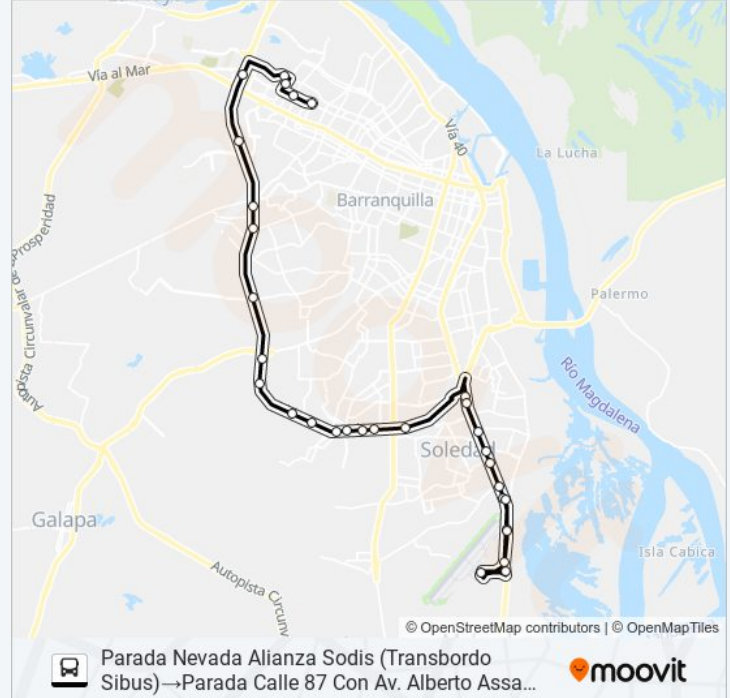 Vía al Mar
Vía 40
La Lucha
Barranquilla
Prosperidad
Palermo
Autopista Circunvalar de la
Río Magdalena
Soledad
Galapa
Isla Cabica
Autopista Circunv
© OpenStreetMap contributors | © OpenMapTiles
Parada Nevada Alianza Sodis (Transbordo
Sibus)→Parada Calle 87 Con Av. Alberto Assa...
moovit